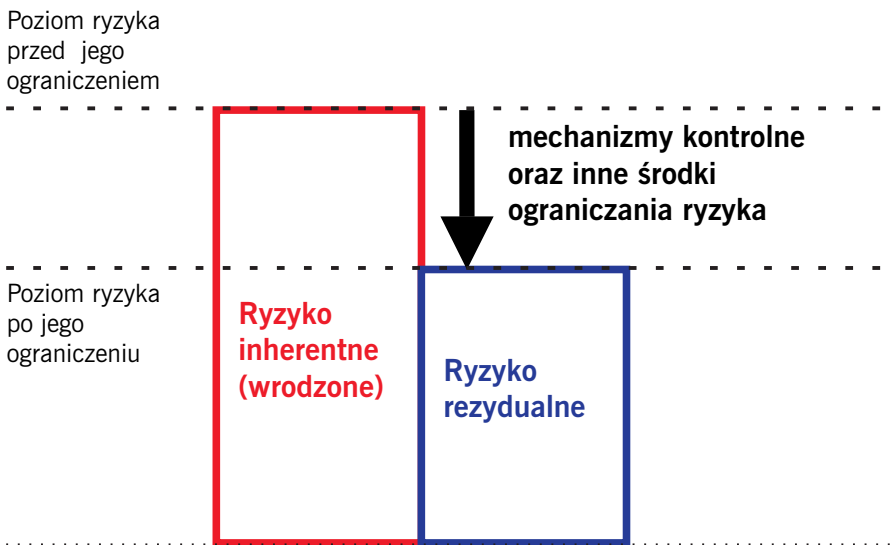 Poziom ryzyka
przed jego
ograniczeniem
mechanizmy kontrolne
oraz inne środki
ograniczania ryzyka
Poziom ryzyka
po jego
ograniczeniu
Ryzyko
inherentne
(wrodzone)
Ryzyko
rezydualne